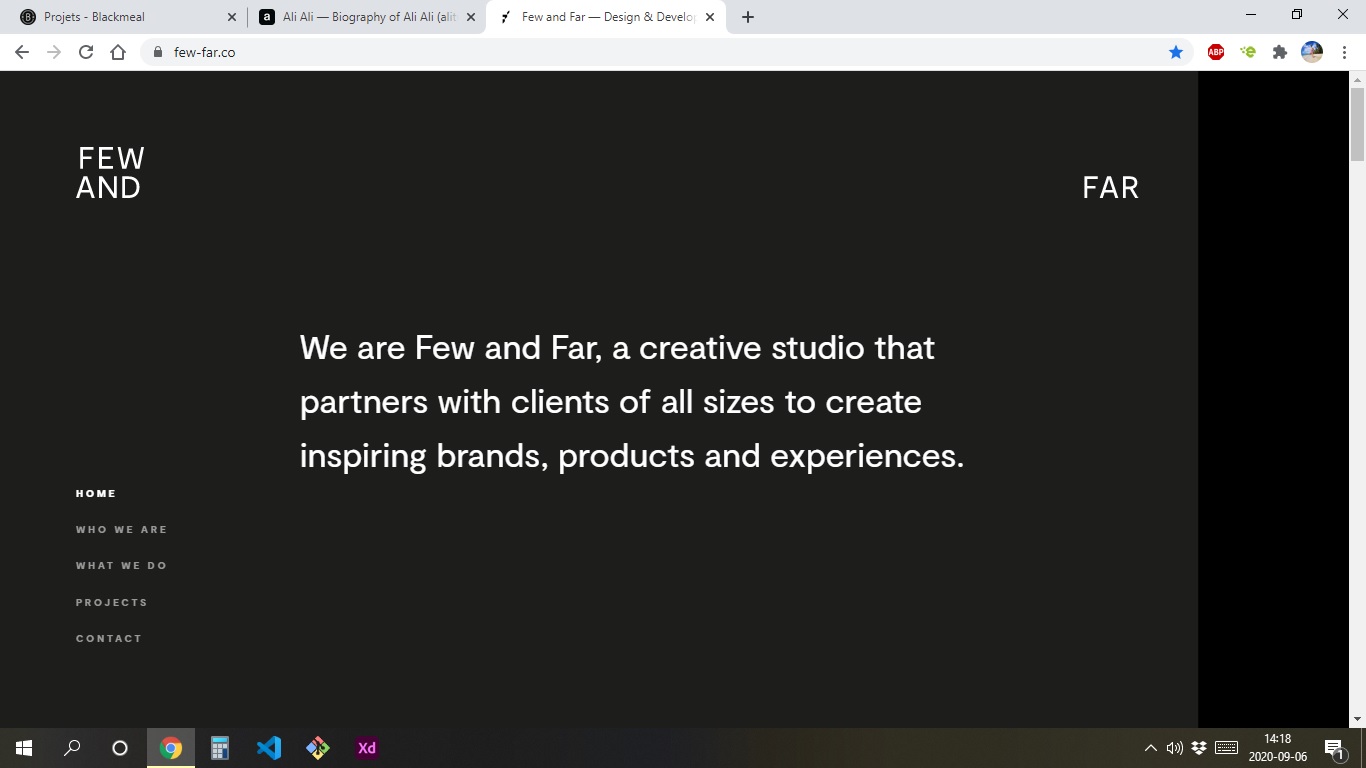 Projets - Blackmeal
Ali Ali — Biography of Ali Ali (alit
Few and Far — Design & Develop
few-far.co
ABP
FEW
AND
FAR
We are Few and Far, a creative studio that
partners with clients of all sizes to create
inspiring brands, products and experiences.
HOME
WHO WE ARE
WHAT WE DO
PROJECTS
CONTACT
Xd
14:18
2020-09-06
1